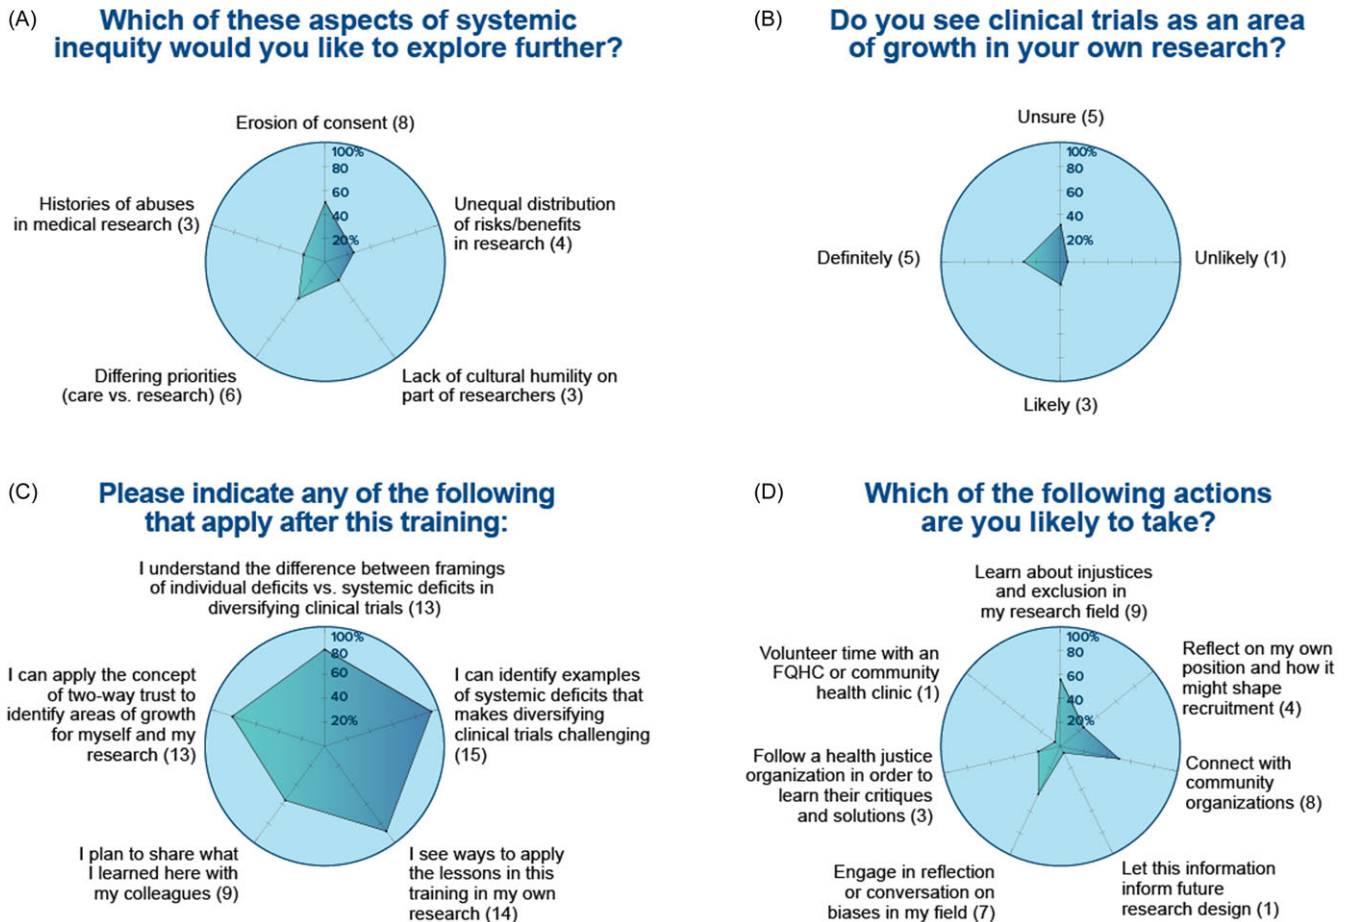 (A)
Which of these aspects of systemic
inequity would you like to explore further?
Erosion of consent (8)
100%
80
60
40
20%
Histories of abuses
in medical research (3)
Unequal distribution
of risks/benefits
in research (4)
Differing priorities
(care vs. research) (6)
Lack of cultural humility on
part of researchers (3)
(B)
Do you see clinical trials as an area
of growth in your own research?
Unsure (5)
100%
80
60
40
20%
Definitely (5)
Unlikely (1)
Likely (3)
(C)
Please indicate any of the following
that apply after this training:
I understand the difference between framings
of individual deficits vs. systemic deficits in
diversifying clinical trials (13)
100%
80
60
40
20%
I can apply the concept
of two-way trust to
identify areas of growth
for myself and my
research (13)
I can identify examples
of systemic deficits that
makes diversifying
clinical trials challenging
(15)
I plan to share what
I learned here with
my colleagues (9)
I see ways to apply
the lessons in this
training in my own
research (14)
(D)
Which of the following actions
are you likely to take?
Learn about injustices
and exclusion in
my research field (9)
100%
80
60
40
20%
Volunteer time with an
FQHC or community
health clinic (1)
Reflect on my own
position and how it
might shape
recruitment (4)
Follow a health justice
organization in order to
learn their critiques
and solutions (3)
Connect with
community
organizations (8)
Engage in reflection
or conversation on
biases in my field (7)
Let this information
inform future
research design (1)